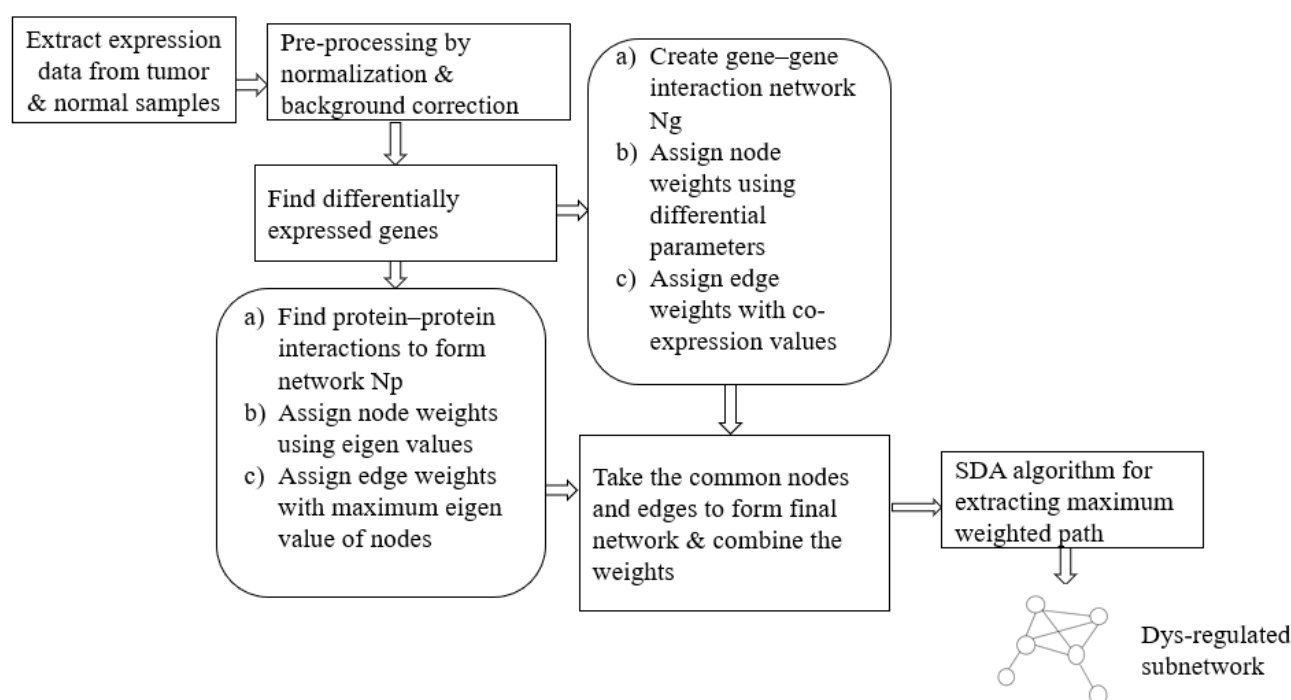 Extract expression
data from tumor
& normal samples
Pre-processing by
normalization &
background correction
Find differentially
expressed genes
a) Create gene–gene
interaction network
Ng
b) Assign node
weights using
differential
parameters
c) Assign edge
weights with co-
expression values
a) Find protein–protein
interactions to form
network Np
b) Assign node weights
using eigen values
c) Assign edge weights
with maximum eigen
value of nodes
Take the common nodes
and edges to form final
network & combine the
weights
SDA algorithm for
extracting maximum
weighted path
Dys-regulated
subnetwork